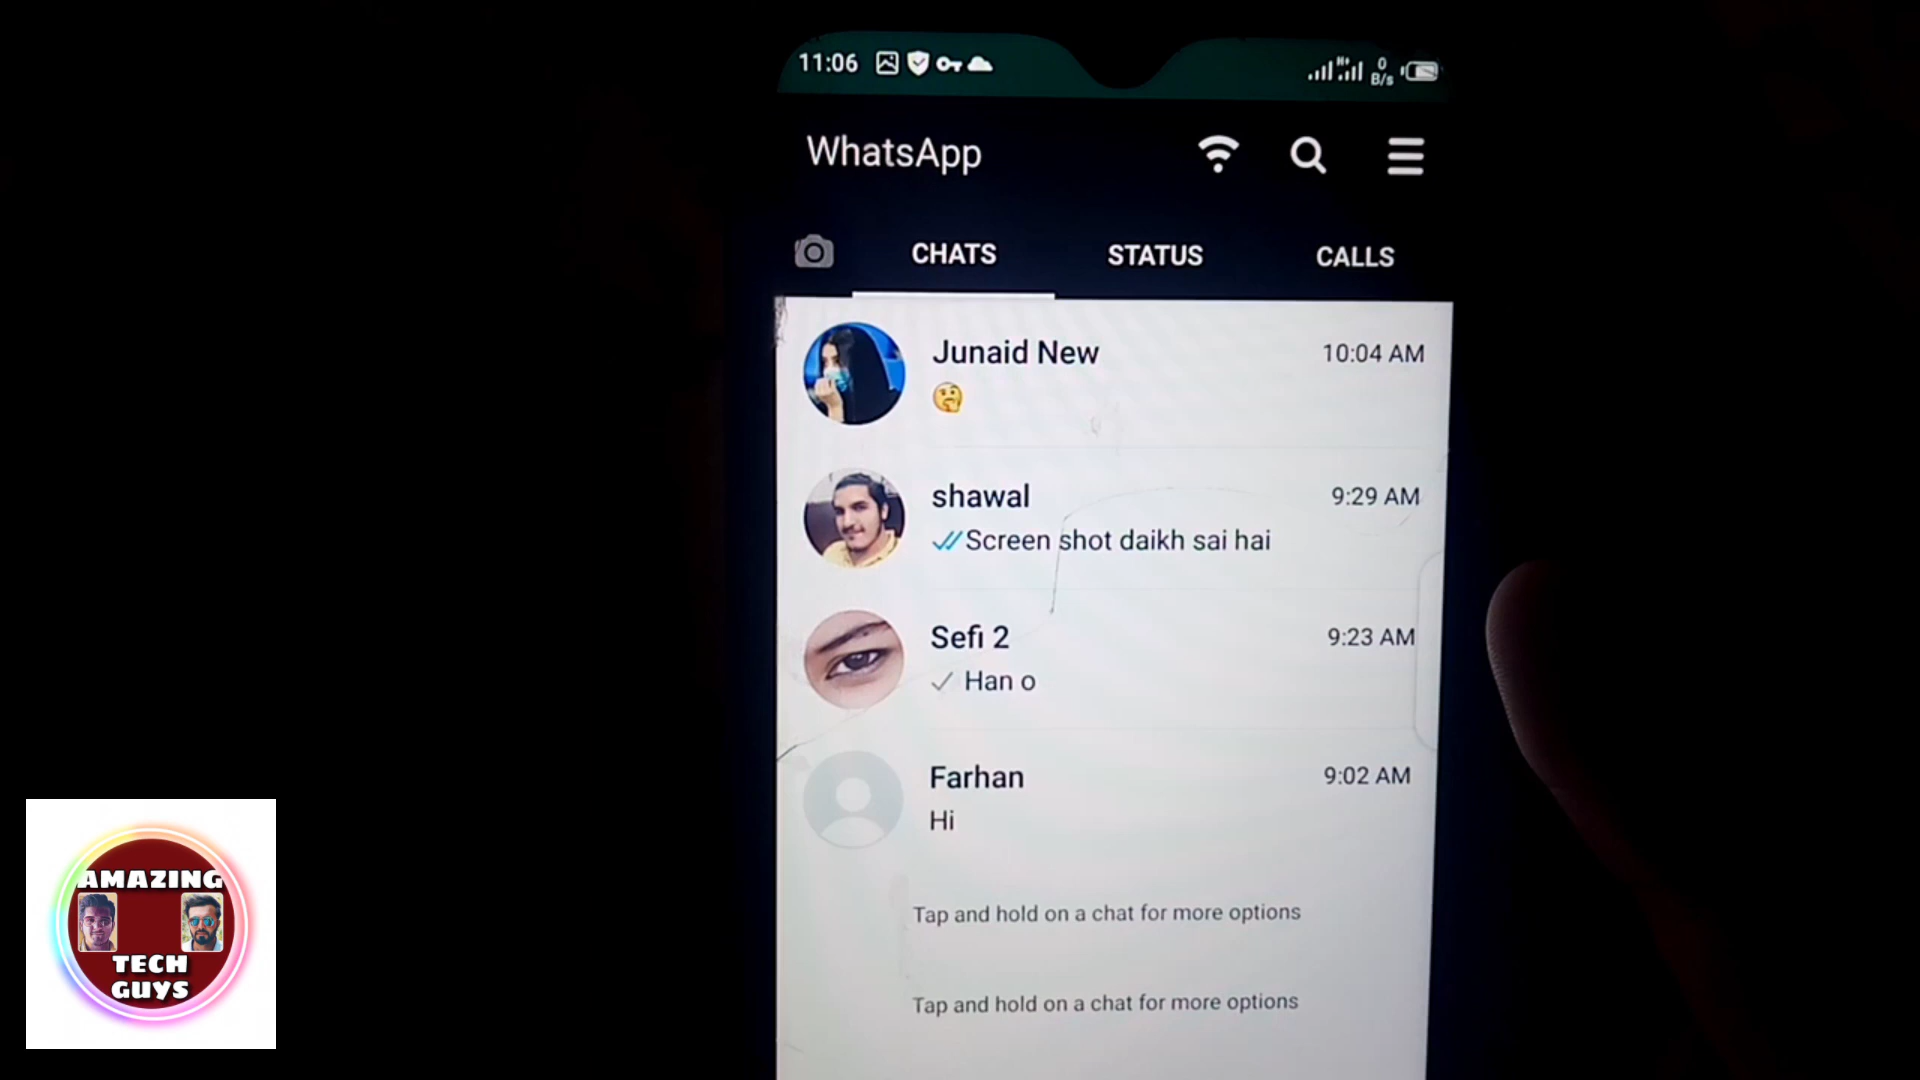 11:06
H+
0
B/s
WhatsApp
CHATS STATUS CALLS
Junaid New 10:04 AM
🤔
shawal 9:29 AM
Screen shot daikh sai hai
Sefi 2 9:23 AM
Han o
Farhan 9:02 AM
Hi
Tap and hold on a chat for more options
Tap and hold on a chat for more options
AMAZING
TECH
GUYS